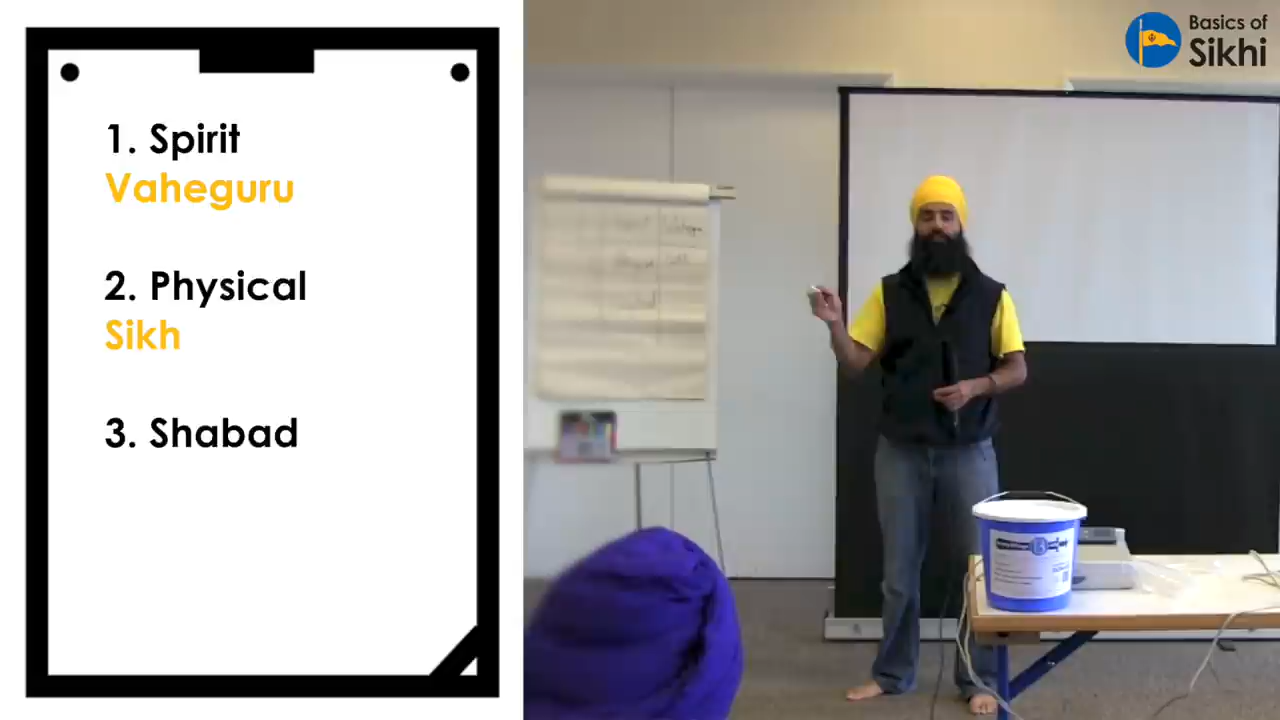 1. Spirit
Vaheguru
2. Physical
Sikh
3. Shabad
Basics of
Sikhi